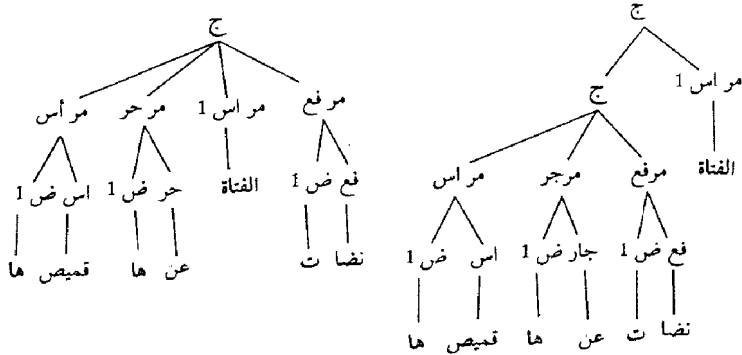 ج
مر اس 1
ج
مرفع
مرجر
مر اس
الفتاة
فع ض 1
جار ض 1
اس ض 1
نضا ت
عن ها
قميص ها
ج
مر فع
مر اس 1
مر حر
مر أس
فع ض 1
الفتاة
حر ض 1
اس ض 1
نضا ت
عن ها
قميص ها